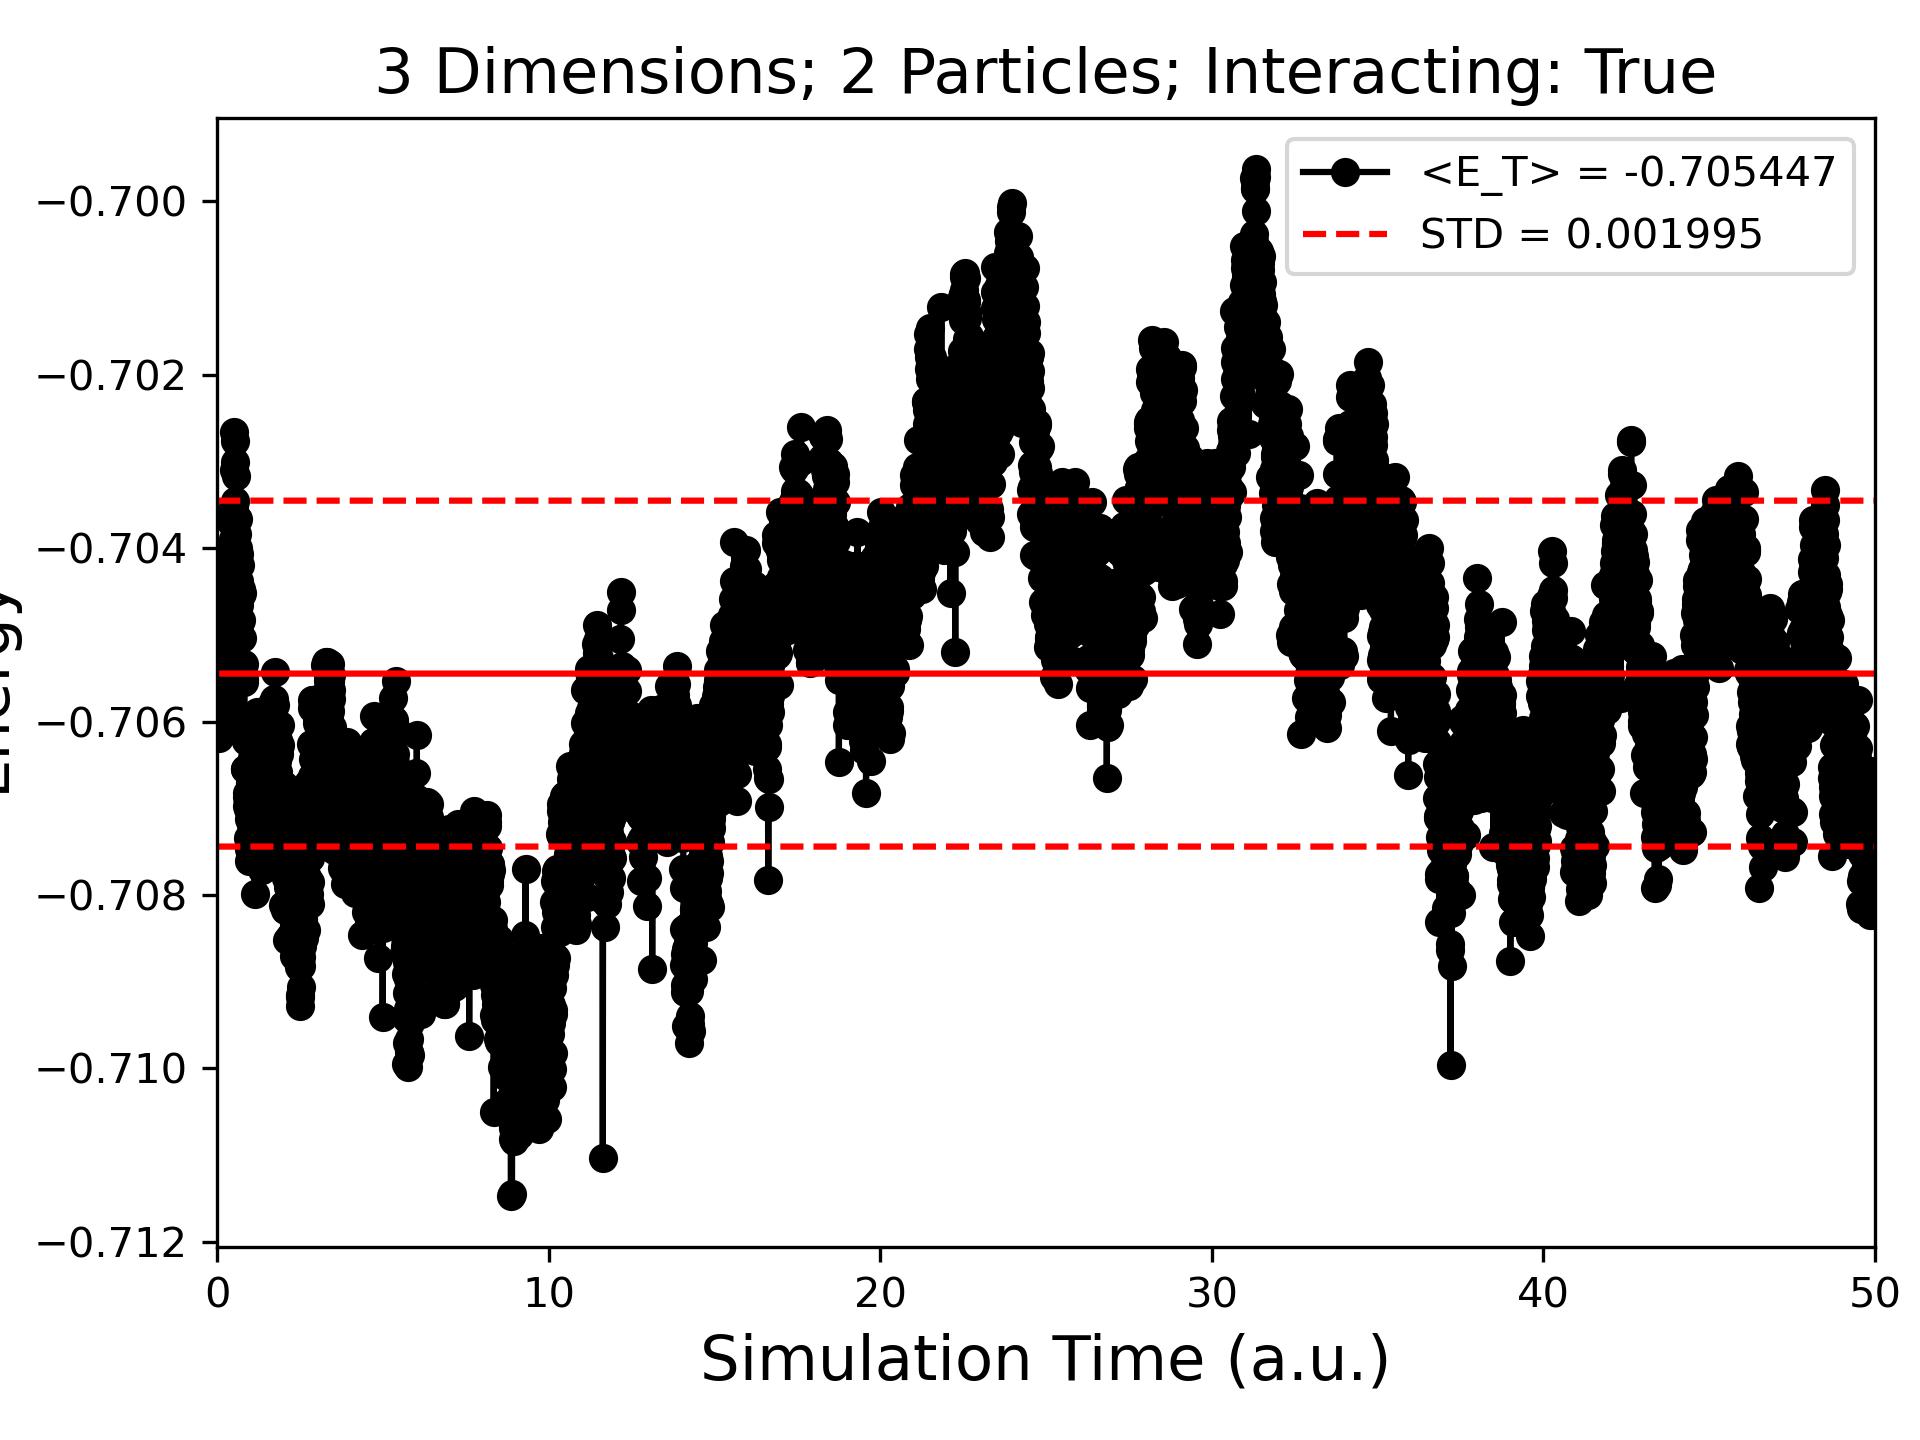 3 Dimensions; 2 Particles; Interacting: True
<E_T> = -0.705447
STD = 0.001995
−0.700
−0.702
−0.704
−0.706
−0.708
−0.710
−0.712
Energy
0 10 20 30 40 50
Simulation Time (a.u.)